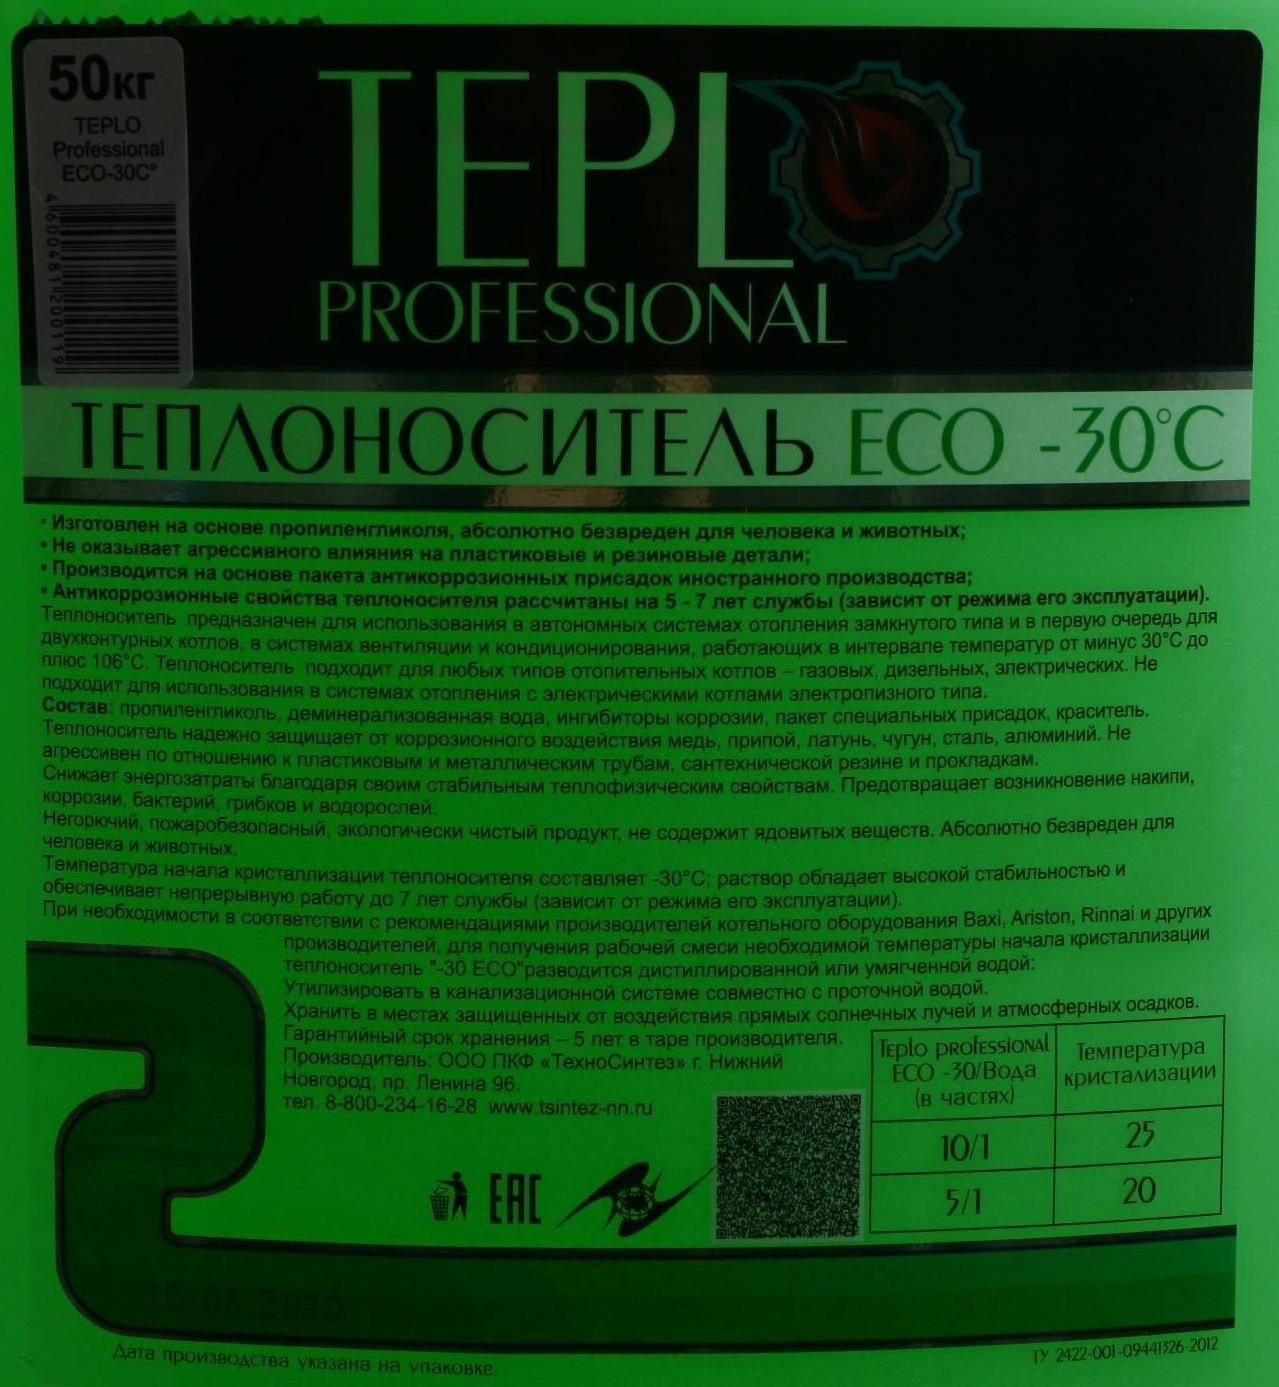 50кг
TEPLO
Professional
ECO-30C°
4600481200119
TEPLO
PROFESSIONAL
ТЕПЛОНОСИТЕЛЬ ECO -30°C
• Изготовлен на основе пропиленгликоля, абсолютно безвреден для человека и животных;
• Не оказывает агрессивного влияния на пластиковые и резиновые детали;
• Производится на основе пакета антикоррозионных присадок иностранного производства;
• Антикоррозионные свойства теплоносителя рассчитаны на 5 - 7 лет службы (зависит от режима его эксплуатации).
Теплоноситель предназначен для использования в автономных системах отопления замкнутого типа и в первую очередь для
двухконтурных котлов, в системах вентиляции и кондиционирования, работающих в интервале температур от минус 30°С до
плюс 106°С. Теплоноситель подходит для любых типов отопительных котлов – газовых, дизельных, электрических. Не
подходит для использования в системах отопления с электрическими котлами электролизного типа.
Состав: пропиленгликоль, деминерализованная вода, ингибиторы коррозии, пакет специальных присадок, краситель.
Теплоноситель надежно защищает от коррозионного воздействия медь, припой, латунь, чугун, сталь, алюминий. Не
агрессивен по отношению к пластиковым и металлическим трубам, сантехнической резине и прокладкам.
Снижает энергозатраты благодаря своим стабильным теплофизическим свойствам. Предотвращает возникновение накипи,
коррозии, бактерий, грибков и водорослей.
Негорючий, пожаробезопасный, экологически чистый продукт, не содержит ядовитых веществ. Абсолютно безвреден для
человека и животных.
Температура начала кристаллизации теплоносителя составляет -30°С; раствор обладает высокой стабильностью и
обеспечивает непрерывную работу до 7 лет службы (зависит от режима его эксплуатации).
При необходимости в соответствии с рекомендациями производителей котельного оборудования Baxi, Ariston, Rinnai и других
производителей, для получения рабочей смеси необходимой температуры начала кристаллизации
теплоноситель "-30 ECO"разводится дистиллированной или умягченной водой:
Утилизировать в канализационной системе совместно с проточной водой.
Хранить в местах защищенных от воздействия прямых солнечных лучей и атмосферных осадков.
Гарантийный срок хранения – 5 лет в таре производителя.
Производитель: ООО ПКФ «ТехноСинтез» г. Нижний
Новгород, пр. Ленина 96.
тел. 8-800-234-16-28 www.tsintez-nn.ru
Teplo professional
ECO -30/Вода
(в частях)
Температура
кристализации
10/1
25
5/1
20
EAC
12.08.2020
Дата производства указана на упаковке.
ТУ 2422-001-09441326-2012